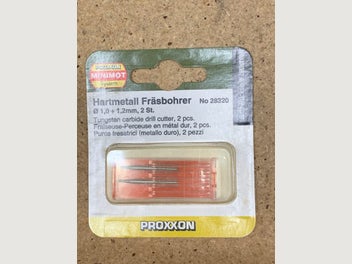 MINIMOT
Hartmetall Fräsbohrer No 28320
Ø 1,0 + 1,2mm, 2 St.
Tungsten carbide drill cutter, 2 pcs.
Fraiseuse-Perceuse en métal dur, 2 pcs.
Punte fresatrici (metallo duro), 2 pezzi
PROXXON